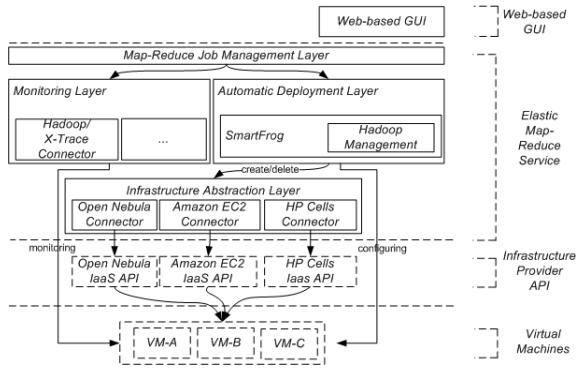 Web-based GUI
Web-based
GUI
Map-Reduce Job Management Layer
Monitoring Layer
Hadoop/
X-Trace
Connector
...
Automatic Deployment Layer
SmartFrog
Hadoop
Management
Elastic
Map-
Reduce
Service
create/delete
Infrastructure Abstraction Layer
Open Nebula
Connector
Amazon EC2
Connector
HP Cells
Connector
monitoring
configuring
Open Nebula
IaaS API
Amazon EC2
IaaS API
HP Cells
Iaas API
Infrastructure
Provider
API
VM-A
VM-B
VM-C
Virtual
Machines